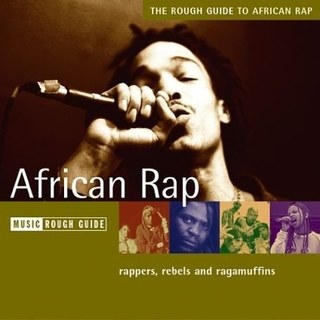 THE ROUGH GUIDE TO AFRICAN RAP
African Rap
MUSIC ROUGH GUIDE
rappers, rebels and ragamuffins